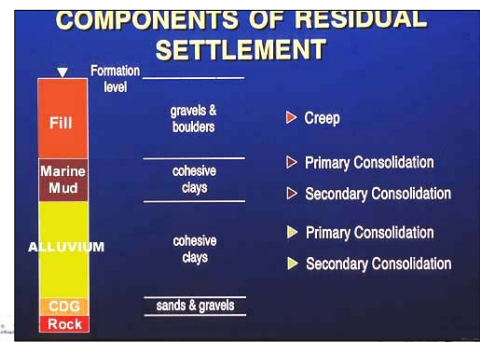 COMPONENTS OF RESIDUAL
SETTLEMENT
Formation
level
Fill
gravels &
boulders
Creep
Marine
Mud
cohesive
clays
Primary Consolidation
Secondary Consolidation
ALLUVIUM
cohesive
clays
Primary Consolidation
Secondary Consolidation
CDG
sands & gravels
Rock